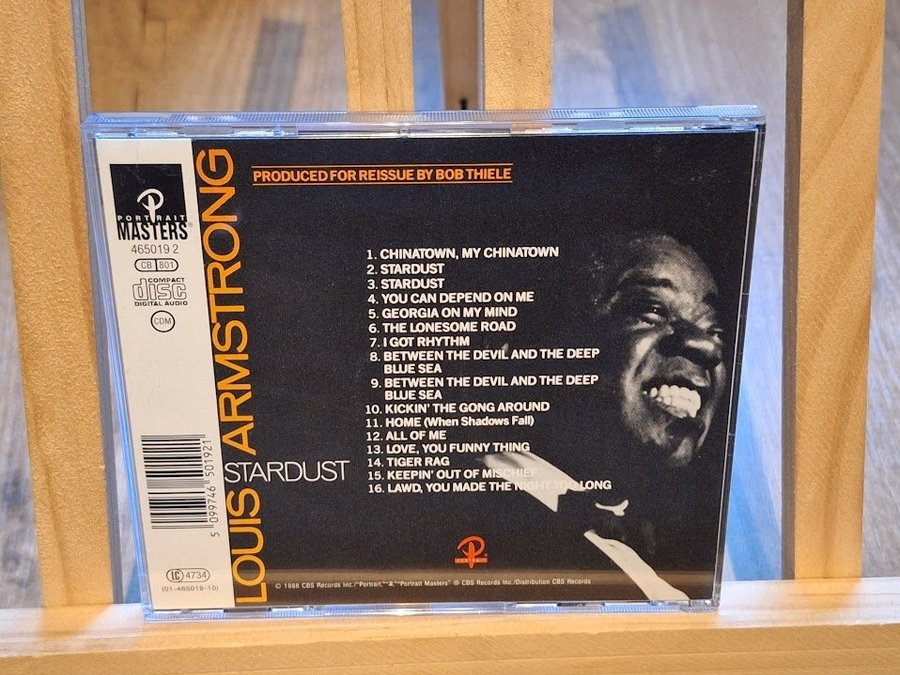 PORTRAIT
MASTERS®
465019 2
CB 801
COMPACT
disc
DIGITAL AUDIO
CDM
5 099746 501921
LC 4734
(01-465019-10)
LOUIS ARMSTRONG
STARDUST
PRODUCED FOR REISSUE BY BOB THIELE
1. CHINATOWN, MY CHINATOWN
2. STARDUST
3. STARDUST
4. YOU CAN DEPEND ON ME
5. GEORGIA ON MY MIND
6. THE LONESOME ROAD
7. I GOT RHYTHM
8. BETWEEN THE DEVIL AND THE DEEP
BLUE SEA
9. BETWEEN THE DEVIL AND THE DEEP
BLUE SEA
10. KICKIN' THE GONG AROUND
11. HOME (When Shadows Fall)
12. ALL OF ME
13. LOVE, YOU FUNNY THING
14. TIGER RAG
15. KEEPIN' OUT OF MISCHIEF
16. LAWD, YOU MADE THE NIGHT TOO LONG
PORTRAIT
© 1988 CBS Records Inc./"Portrait," "Portrait Masters" ® CBS Records Inc./Distribution CBS Records